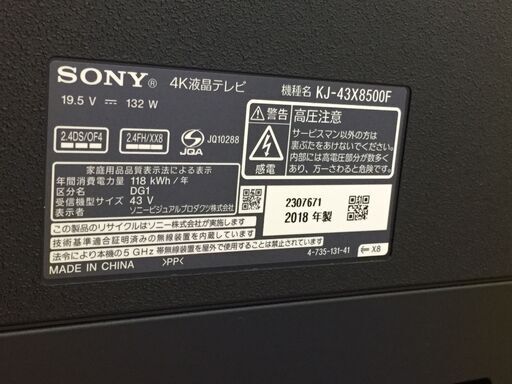 SONY® 4K液晶テレビ 機種名 KJ-43X8500F
19.5 V ⎓ 132 W
2.4DS/OF4 2.4FH/XX8 JQA JQ10288
家庭用品品質表示法による表示
年間消費電力量 118 kWh/年
区分名 DG1
受信機型サイズ 43 V
表示者 ソニービジュアルプロダクツ株式会社
警告 高圧注意
サービスマン以外の方は
裏ぶたをあけないでください。
内部には高電圧部分が数多く
あり、万一さわると危険です。
感電
2307671
2018 年製
この製品のリサイクルはソニー株式会社が実施します。
技術基準適合証明済みの無線装置を内蔵しています。
法令により本機の5 GHz 帯無線装置を屋外で使用することは禁止されています。
MADE IN CHINA >PP< 4-735-131-41 X8